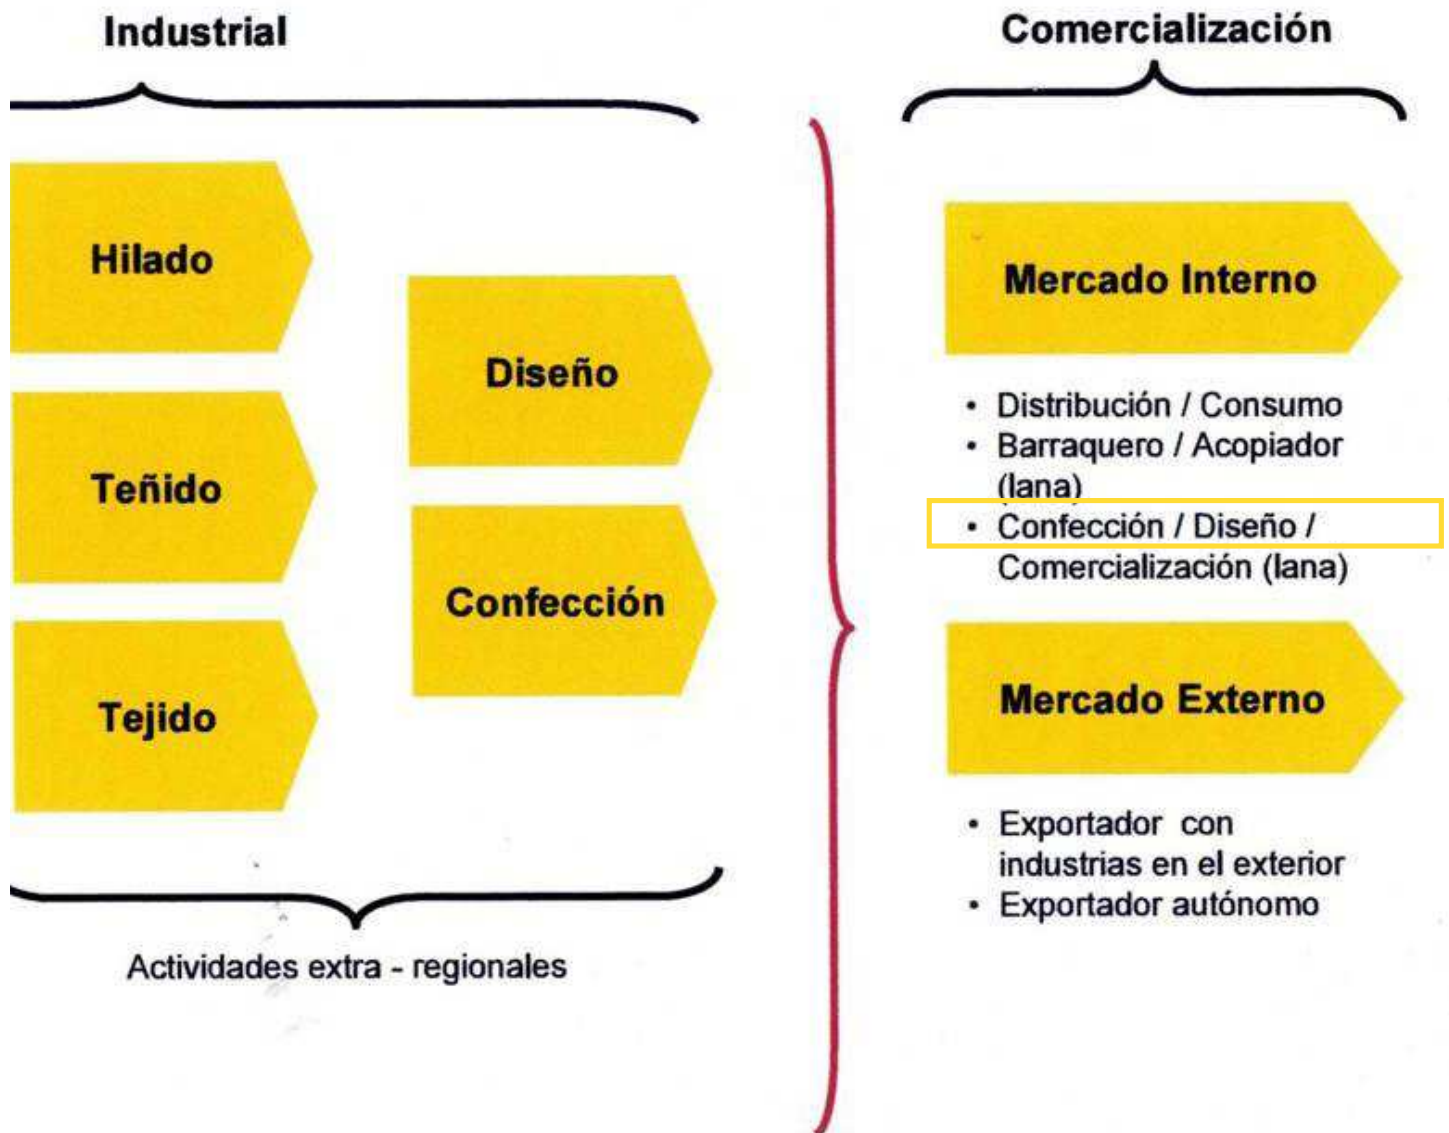 Industrial
Comercialización
Hilado
Teñido
Tejido
Diseño
Confección
Actividades extra - regionales
Mercado Interno
• Distribución / Consumo
• Barraquero / Acopiador
(lana)
• Confección / Diseño /
Comercialización (lana)
Mercado Externo
• Exportador con
industrias en el exterior
• Exportador autónomo